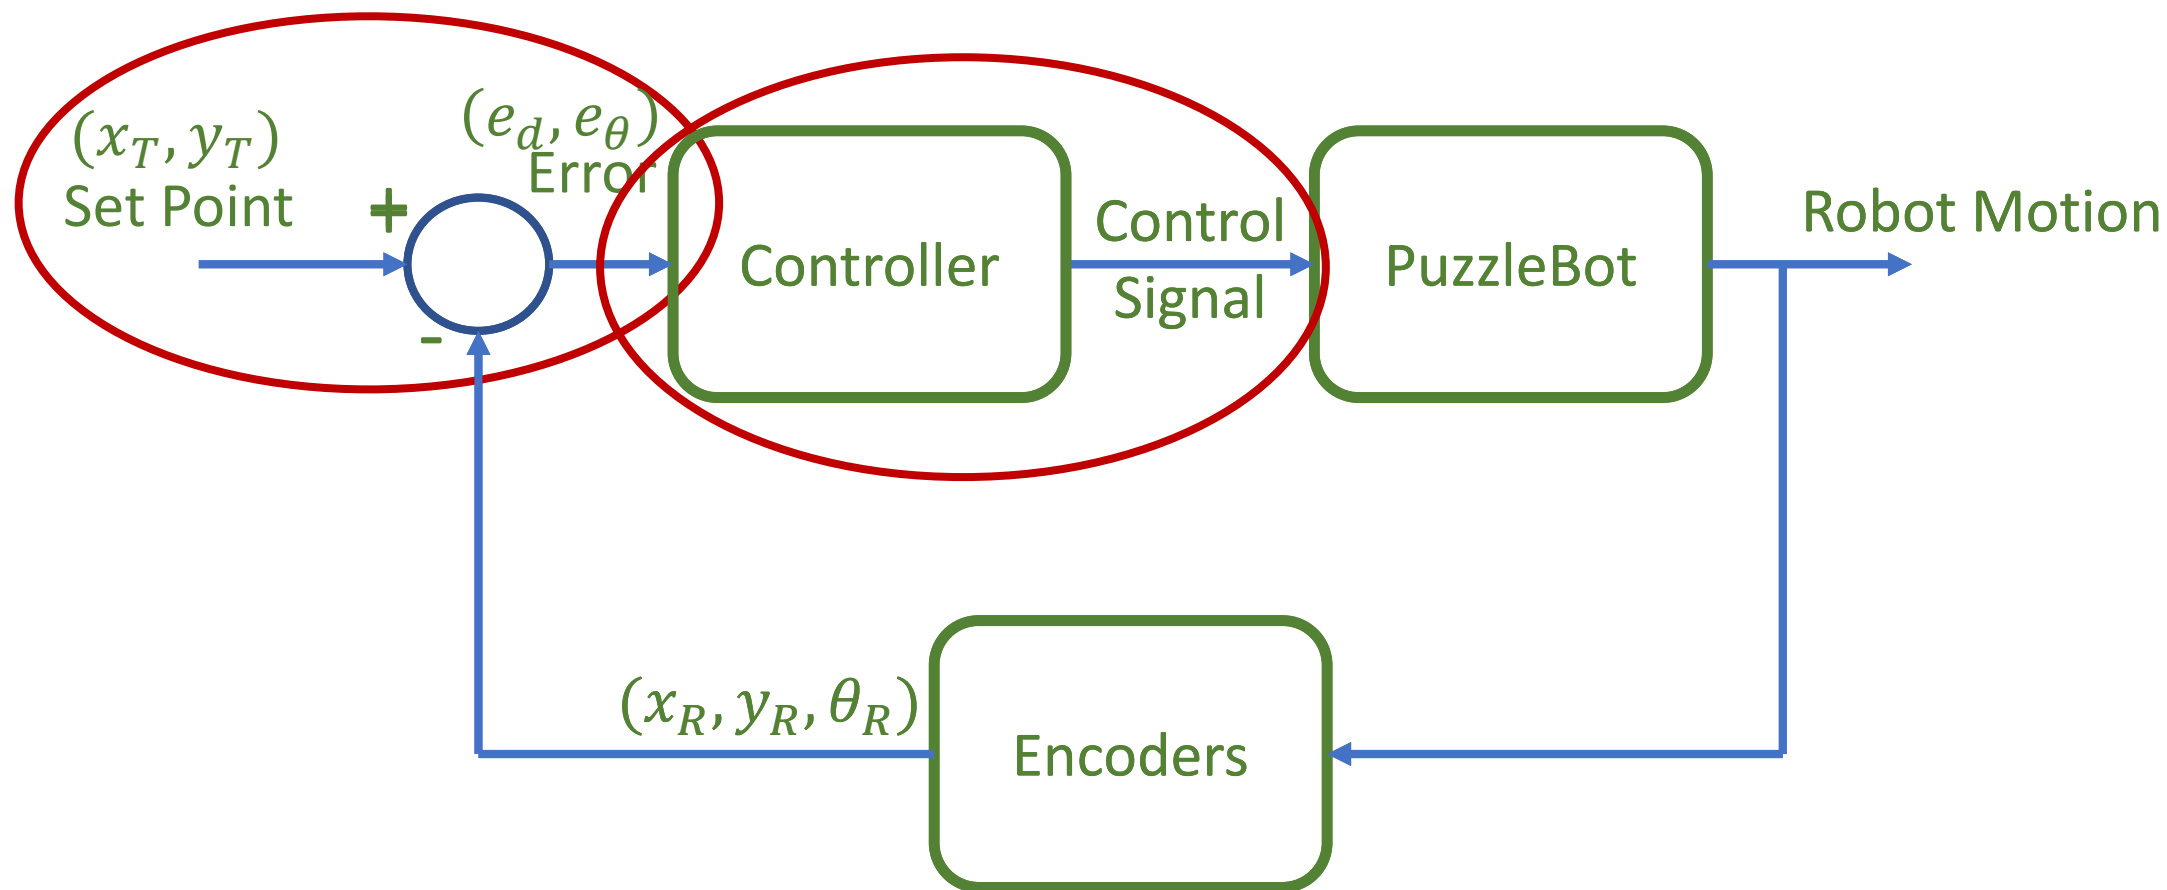 (x_T, y_T)
Set Point
+
-
(e_d, e_θ)
Error
Controller
Control
Signal
PuzzleBot
Robot Motion
(x_R, y_R, θ_R)
Encoders